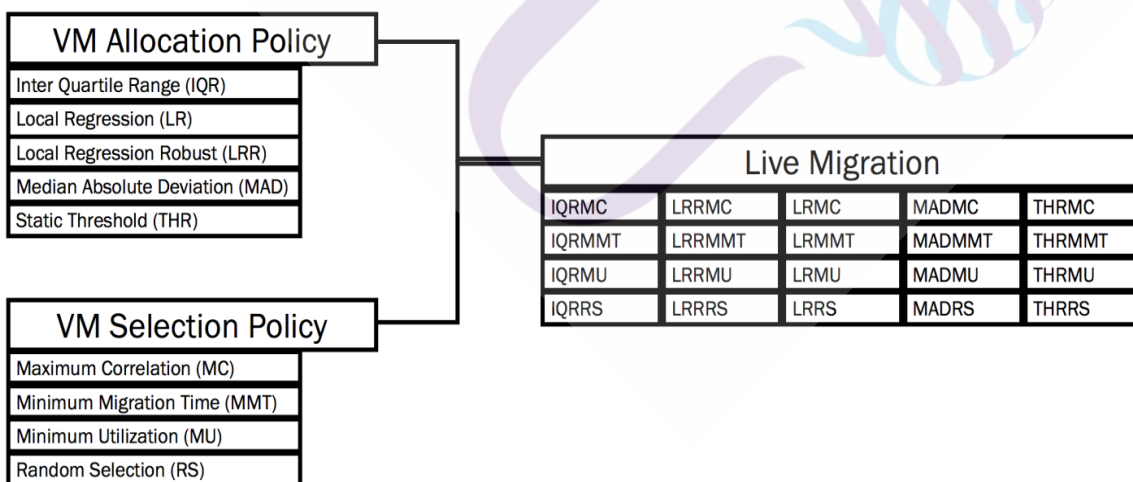 VM Allocation Policy
Inter Quartile Range (IQR)
Local Regression (LR)
Local Regression Robust (LRR)
Median Absolute Deviation (MAD)
Static Threshold (THR)
VM Selection Policy
Maximum Correlation (MC)
Minimum Migration Time (MMT)
Minimum Utilization (MU)
Random Selection (RS)
Live Migration
IQRMC LRRMC LRMC MADMC THRMC
IQRMMT LRRMMT LRMMT MADMMT THRMMT
IQRMU LRRMU LRMU MADMU THRMU
IQRRS LRRRS LRRS MADRS THRRS